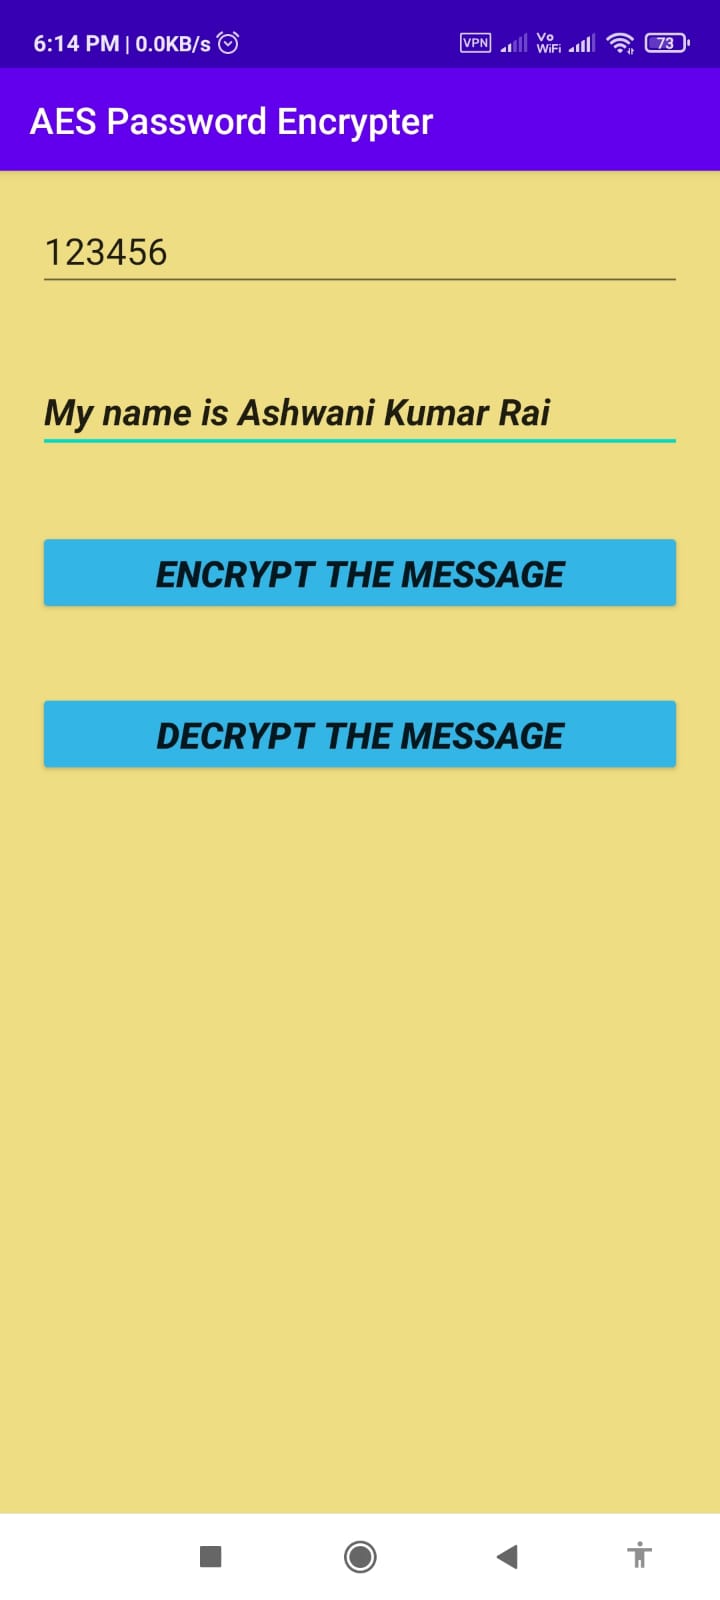 6:14 PM | 0.0KB/s VPN Vo WiFi 73
AES Password Encrypter
123456
My name is Ashwani Kumar Rai
ENCRYPT THE MESSAGE
DECRYPT THE MESSAGE